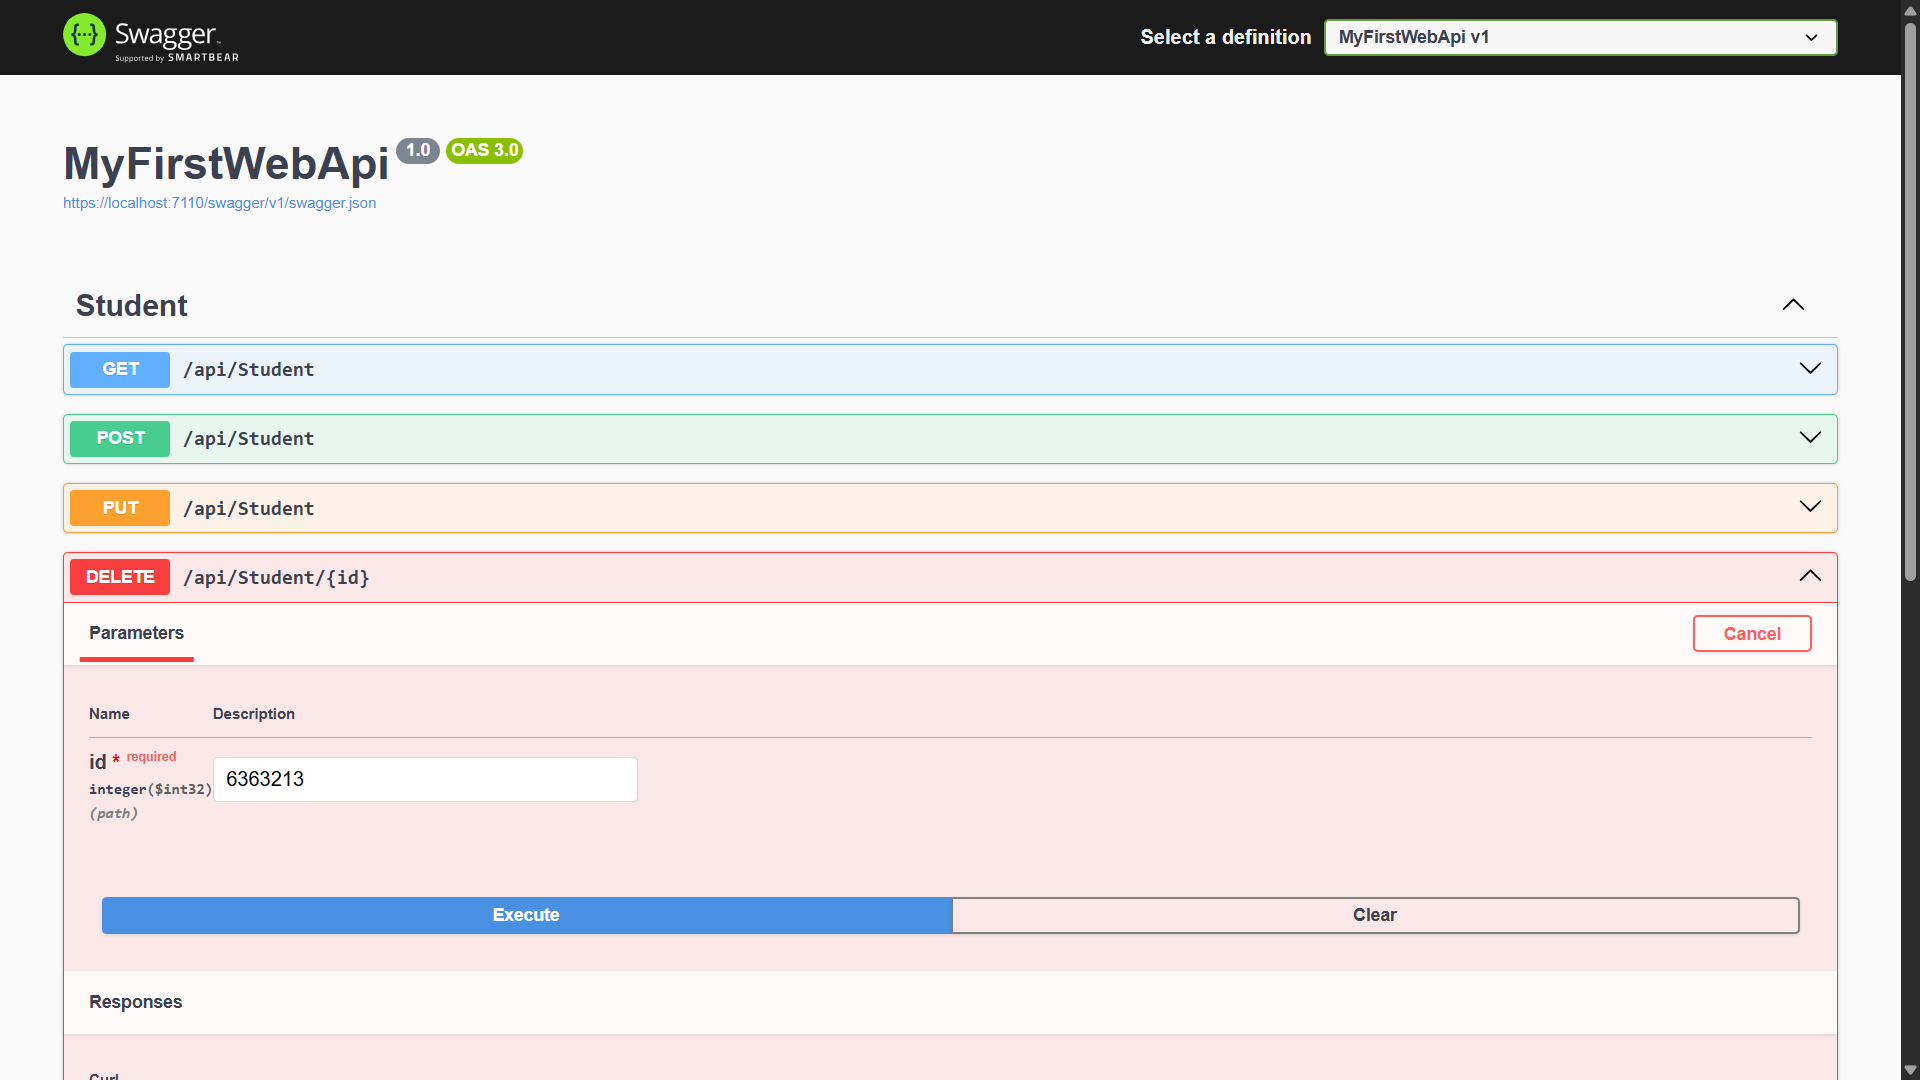 Swagger
Supported by SMARTBEAR
Select a definition
MyFirstWebApi v1
MyFirstWebApi 1.0 OAS 3.0
https://localhost:7110/swagger/v1/swagger.json
Student
GET /api/Student
POST /api/Student
PUT /api/Student
DELETE /api/Student/{id}
Parameters
Cancel
Name Description
id * required
integer($int32)
(path)
6363213
Execute
Clear
Responses
Curl